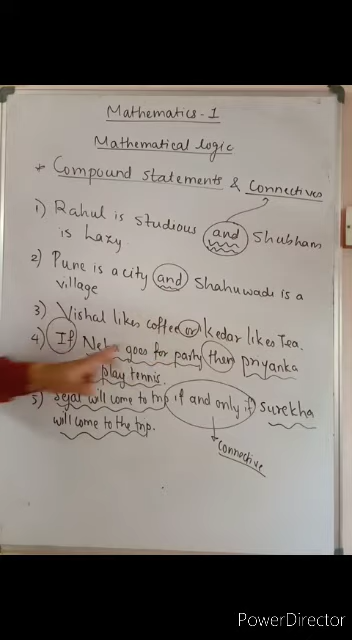 Mathematics-1
Mathematical logic
* Compound Statements & Connectives
1) Rahul is studious and Shubham
is Lazy
2) Pune is a city and Shahuwadi is a
village
3) Vishal likes coffee or Kedar likes Tea.
4) If Neha goes for party then Priyanka
play tennis.
5) Sejal will come to trip if and only if Surekha
will come to the trip.
Connective
PowerDirector